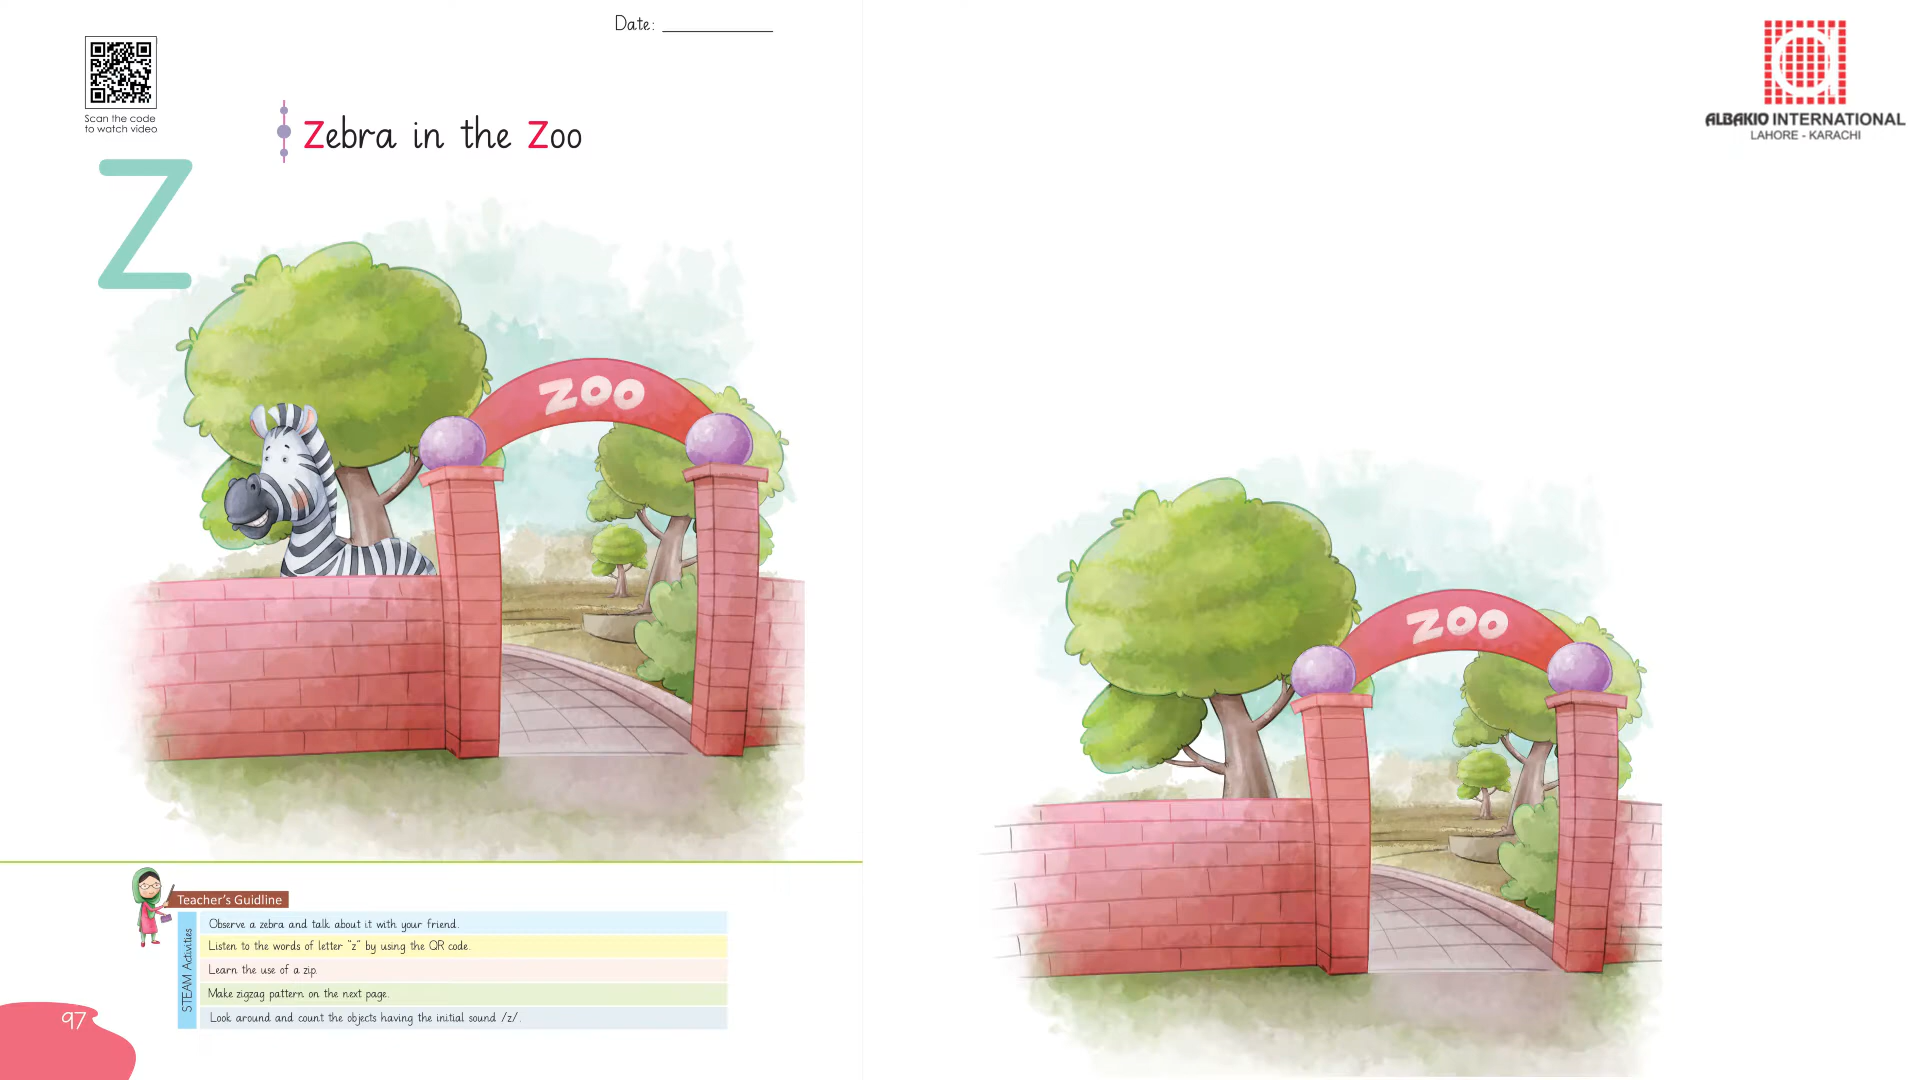 Date:
Scan the code
to watch video
Zebra in the Zoo
Z
ZOO
Teacher's Guidline
STEAM Activities
Observe a zebra and talk about it with your friend.
Listen to the words of letter "z" by using the QR code.
Learn the use of a zip.
Make zigzag pattern on the next page.
Look around and count the objects having the initial sound /z/.
97
ALBAKIO INTERNATIONAL
LAHORE - KARACHI
ZOO